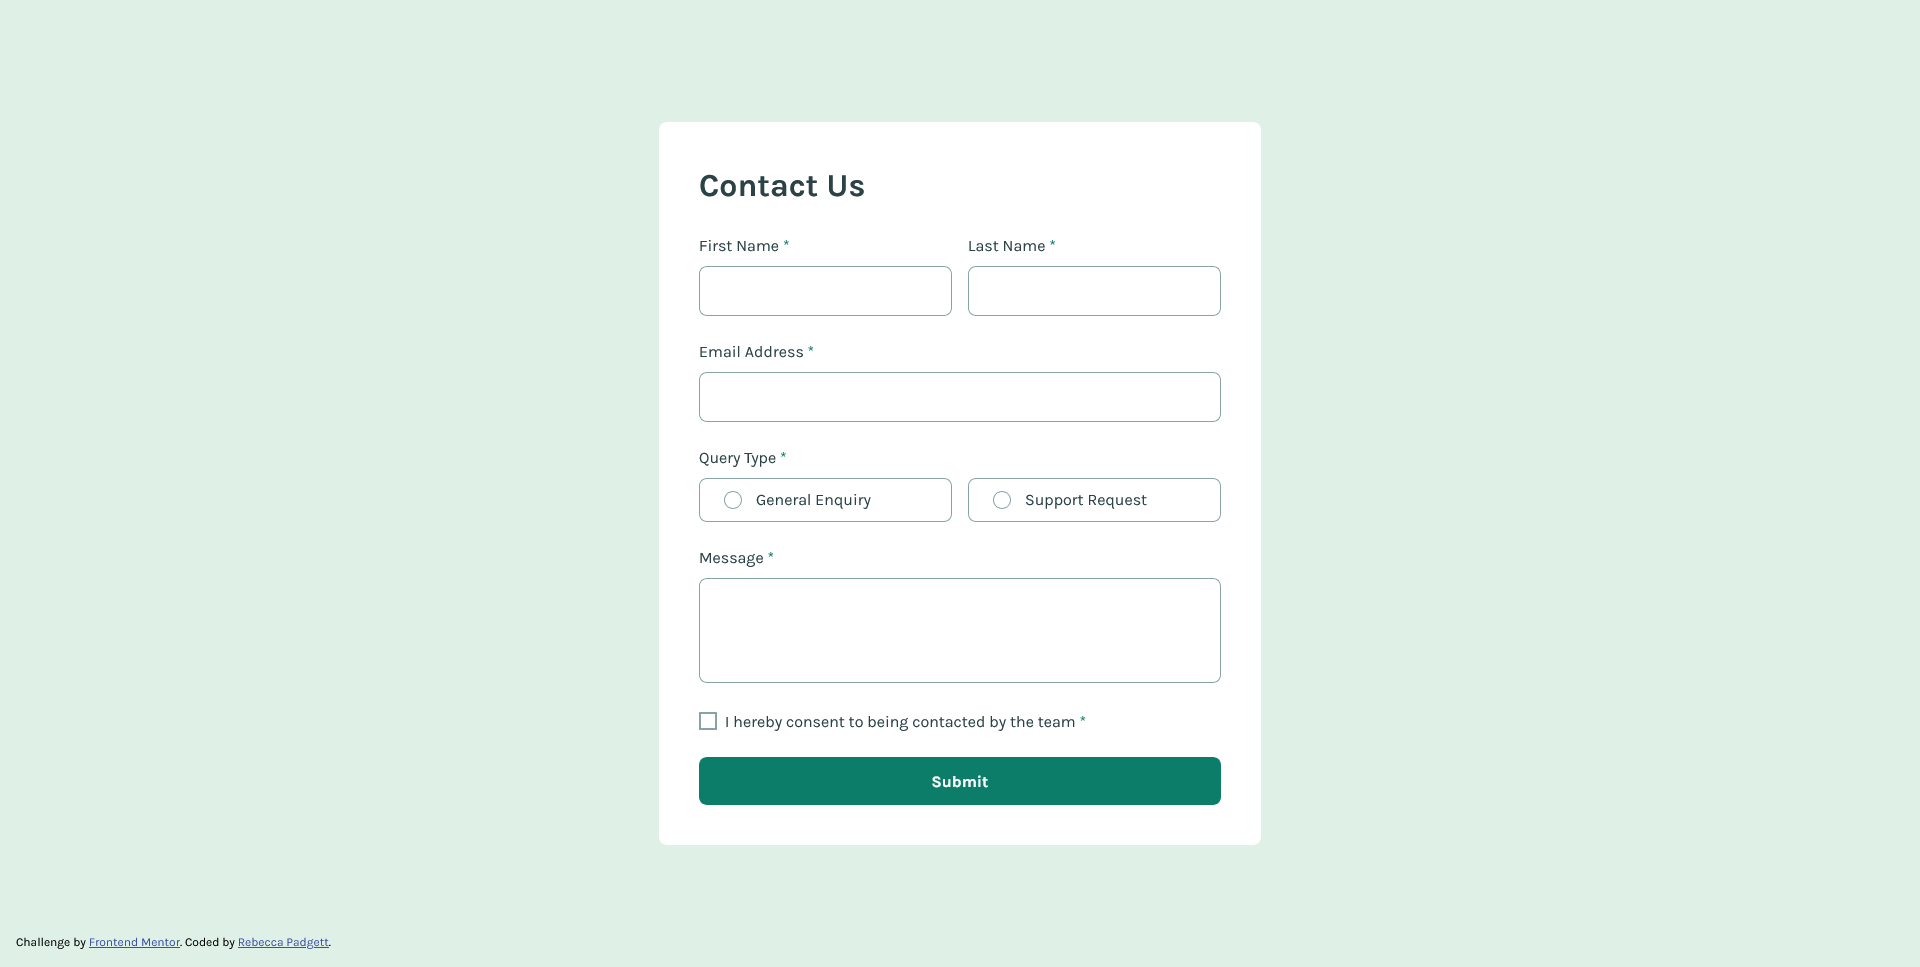 Contact Us
First Name * Last Name *
Email Address *
Query Type *
General Enquiry Support Request
Message *
I hereby consent to being contacted by the team *
Submit
Challenge by Frontend Mentor. Coded by Rebecca Padgett.